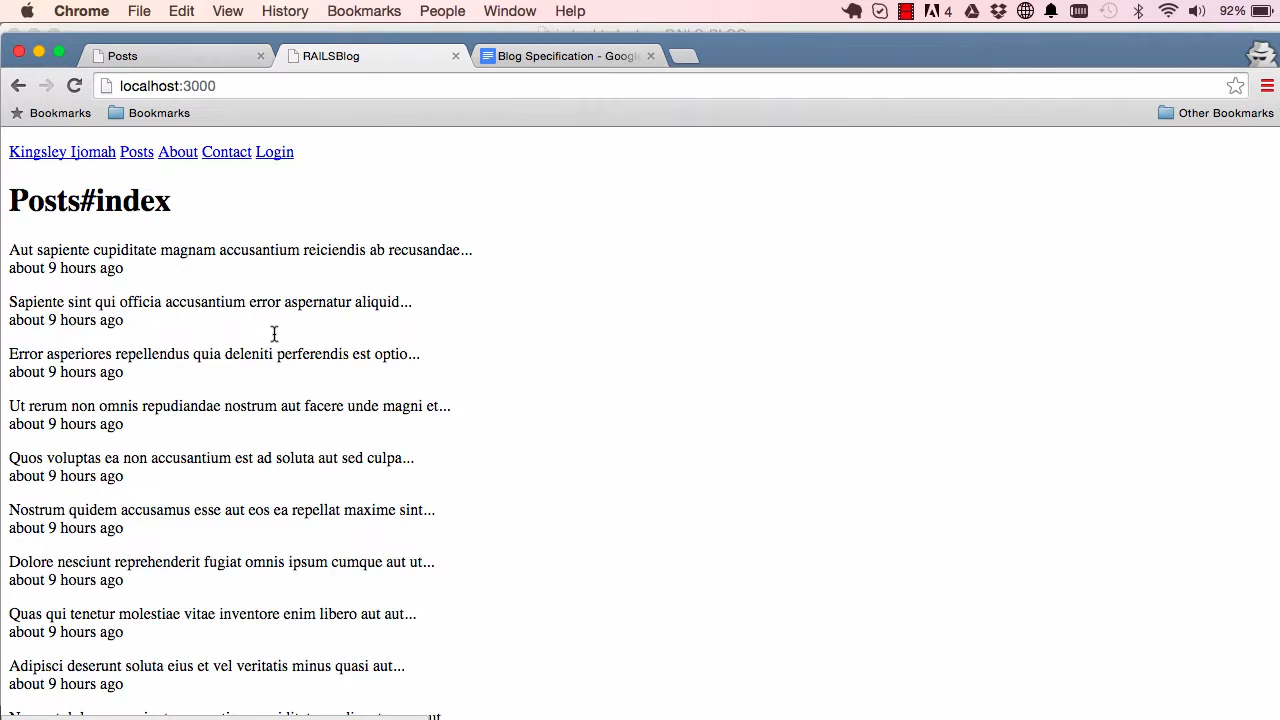 Chrome File Edit View History Bookmarks People Window Help 4 92%
Posts RAILSBlog Blog Specification - Googl
localhost:3000
Bookmarks Bookmarks Other Bookmarks
Kingsley Ijomah Posts About Contact Login
Posts#index
Aut sapiente cupiditate magnam accusantium reiciendis ab recusandae...
about 9 hours ago
Sapiente sint qui officia accusantium error aspernatur aliquid...
about 9 hours ago
Error asperiores repellendus quia deleniti perferendis est optio...
about 9 hours ago
Ut rerum non omnis repudiandae nostrum aut facere unde magni et...
about 9 hours ago
Quos voluptas ea non accusantium est ad soluta aut sed culpa...
about 9 hours ago
Nostrum quidem accusamus esse aut eos ea repellat maxime sint...
about 9 hours ago
Dolore nesciunt reprehenderit fugiat omnis ipsum cumque aut ut...
about 9 hours ago
Quas qui tenetur molestiae vitae inventore enim libero aut aut...
about 9 hours ago
Adipisci deserunt soluta eius et vel veritatis minus quasi aut...
about 9 hours ago